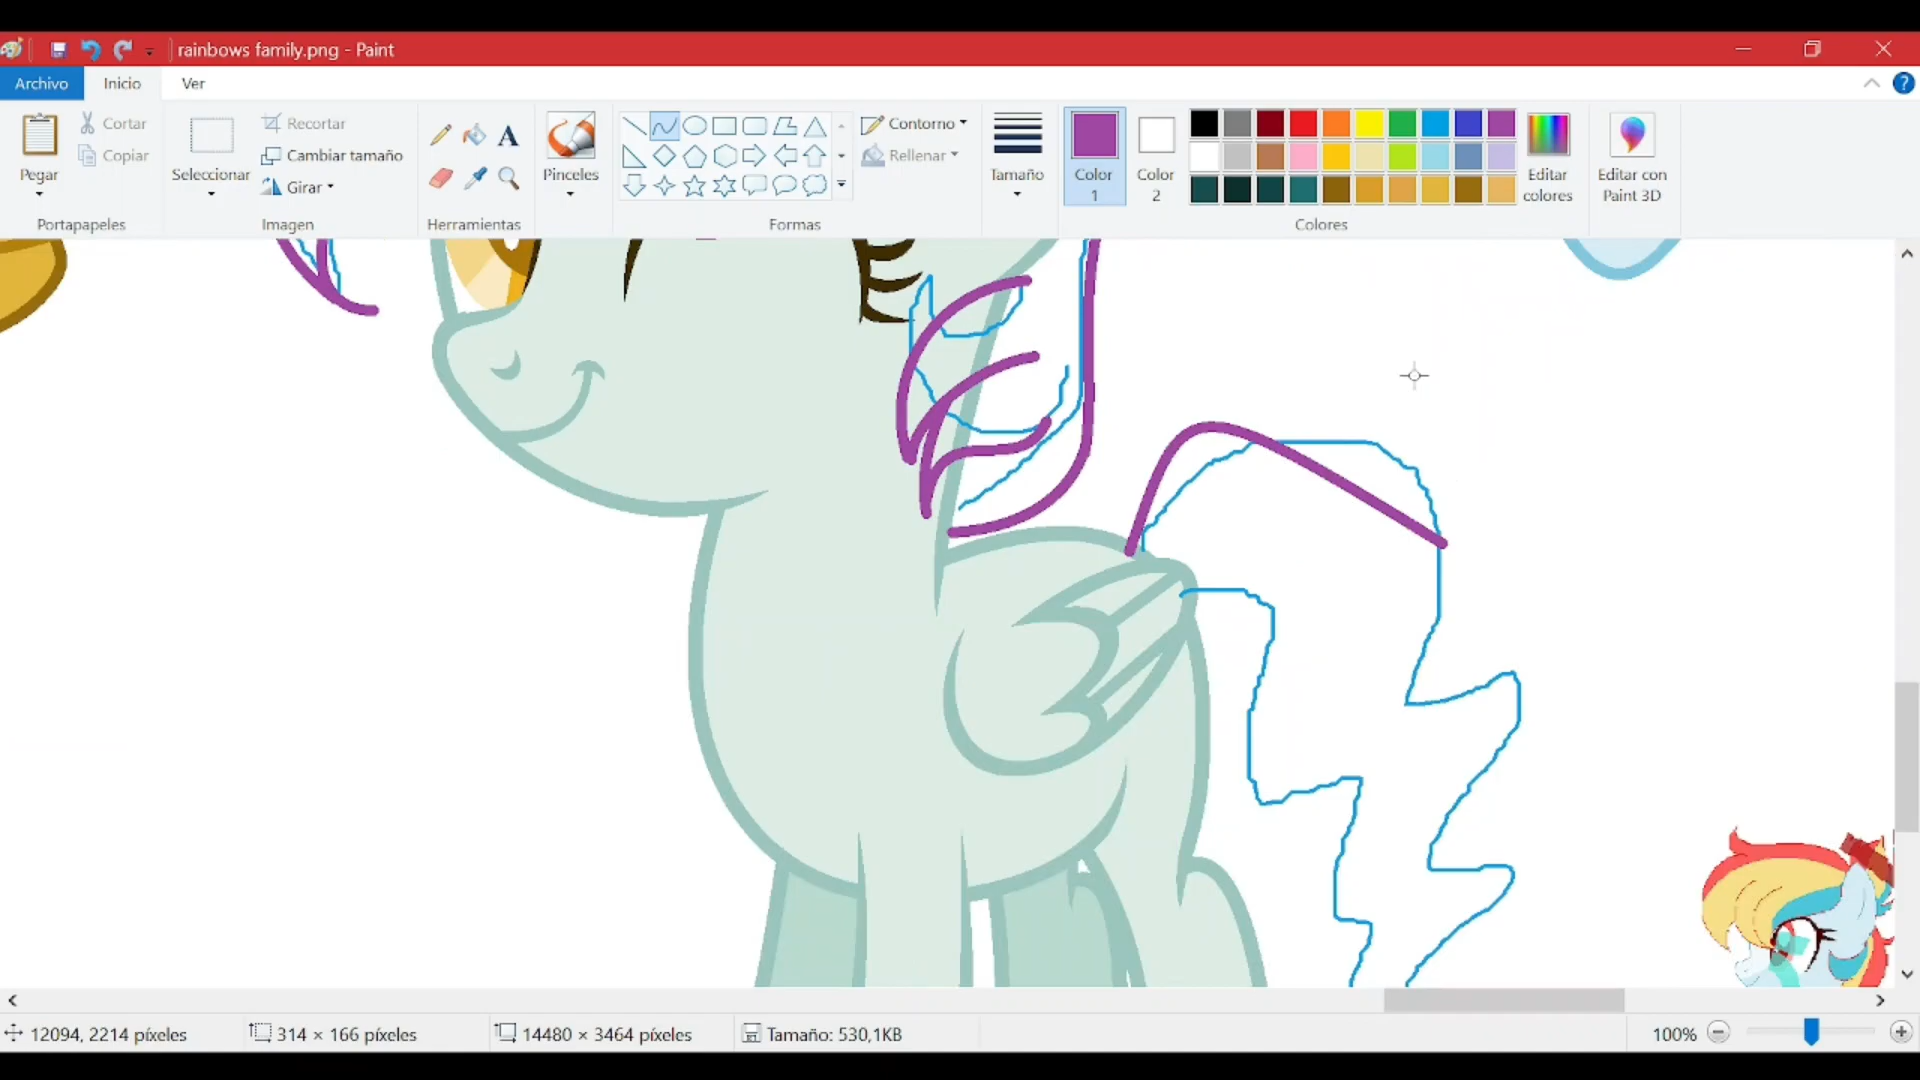 rainbows family.png - Paint
Archivo Inicio Ver
Pegar
Cortar
Copiar
Portapapeles
Seleccionar
Recortar
Cambiar tamaño
Girar
Imagen
A
Herramientas
Pinceles
Contorno
Rellenar
Formas
Tamaño
Color 1
Color 2
Editar colores
Colores
Editar con Paint 3D
?
12094, 2214 píxeles 314 × 166 píxeles 14480 × 3464 píxeles Tamaño: 530,1KB 100%